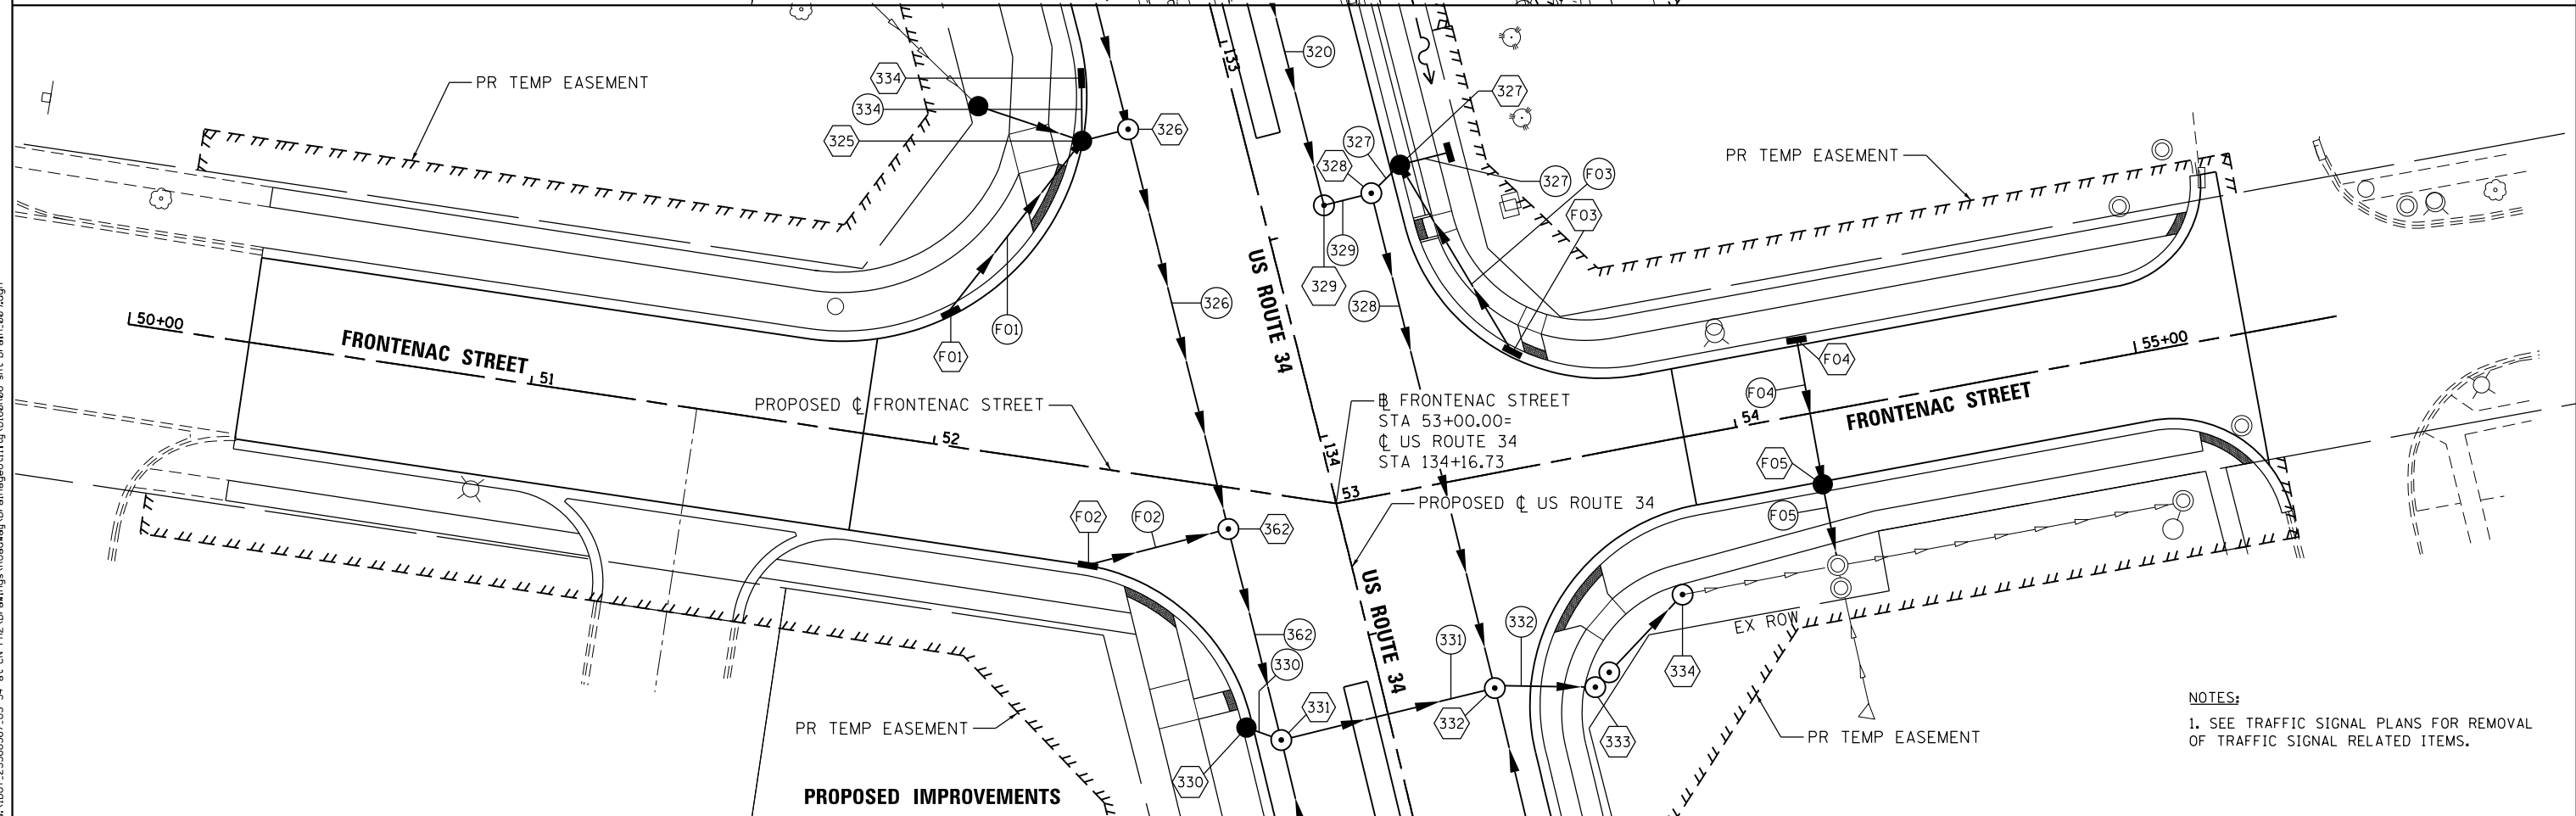 133
320
334
PR TEMP EASEMENT
327
334
326
325
327
328
PR TEMP EASEMENT
327
F03
F03
329
329
US ROUTE 34
326
328
50+00
F01
F01
FRONTENAC STREET
51
55+00
F04
F04
FRONTENAC STREET
PROPOSED ℄ FRONTENAC STREET
54
52
134
B FRONTENAC STREET
STA 53+00.00=
℄ US ROUTE 34
STA 134+16.73
F05
53
PROPOSED ℄ US ROUTE 34
F02
F02
362
F05
US ROUTE 34
EX ROW
362
330
331
332
334
331
332
333
330
PR TEMP EASEMENT
PR TEMP EASEMENT
PROPOSED IMPROVEMENTS
NOTES:
1. SEE TRAFFIC SIGNAL PLANS FOR REMOVAL
OF TRAFFIC SIGNAL RELATED ITEMS.